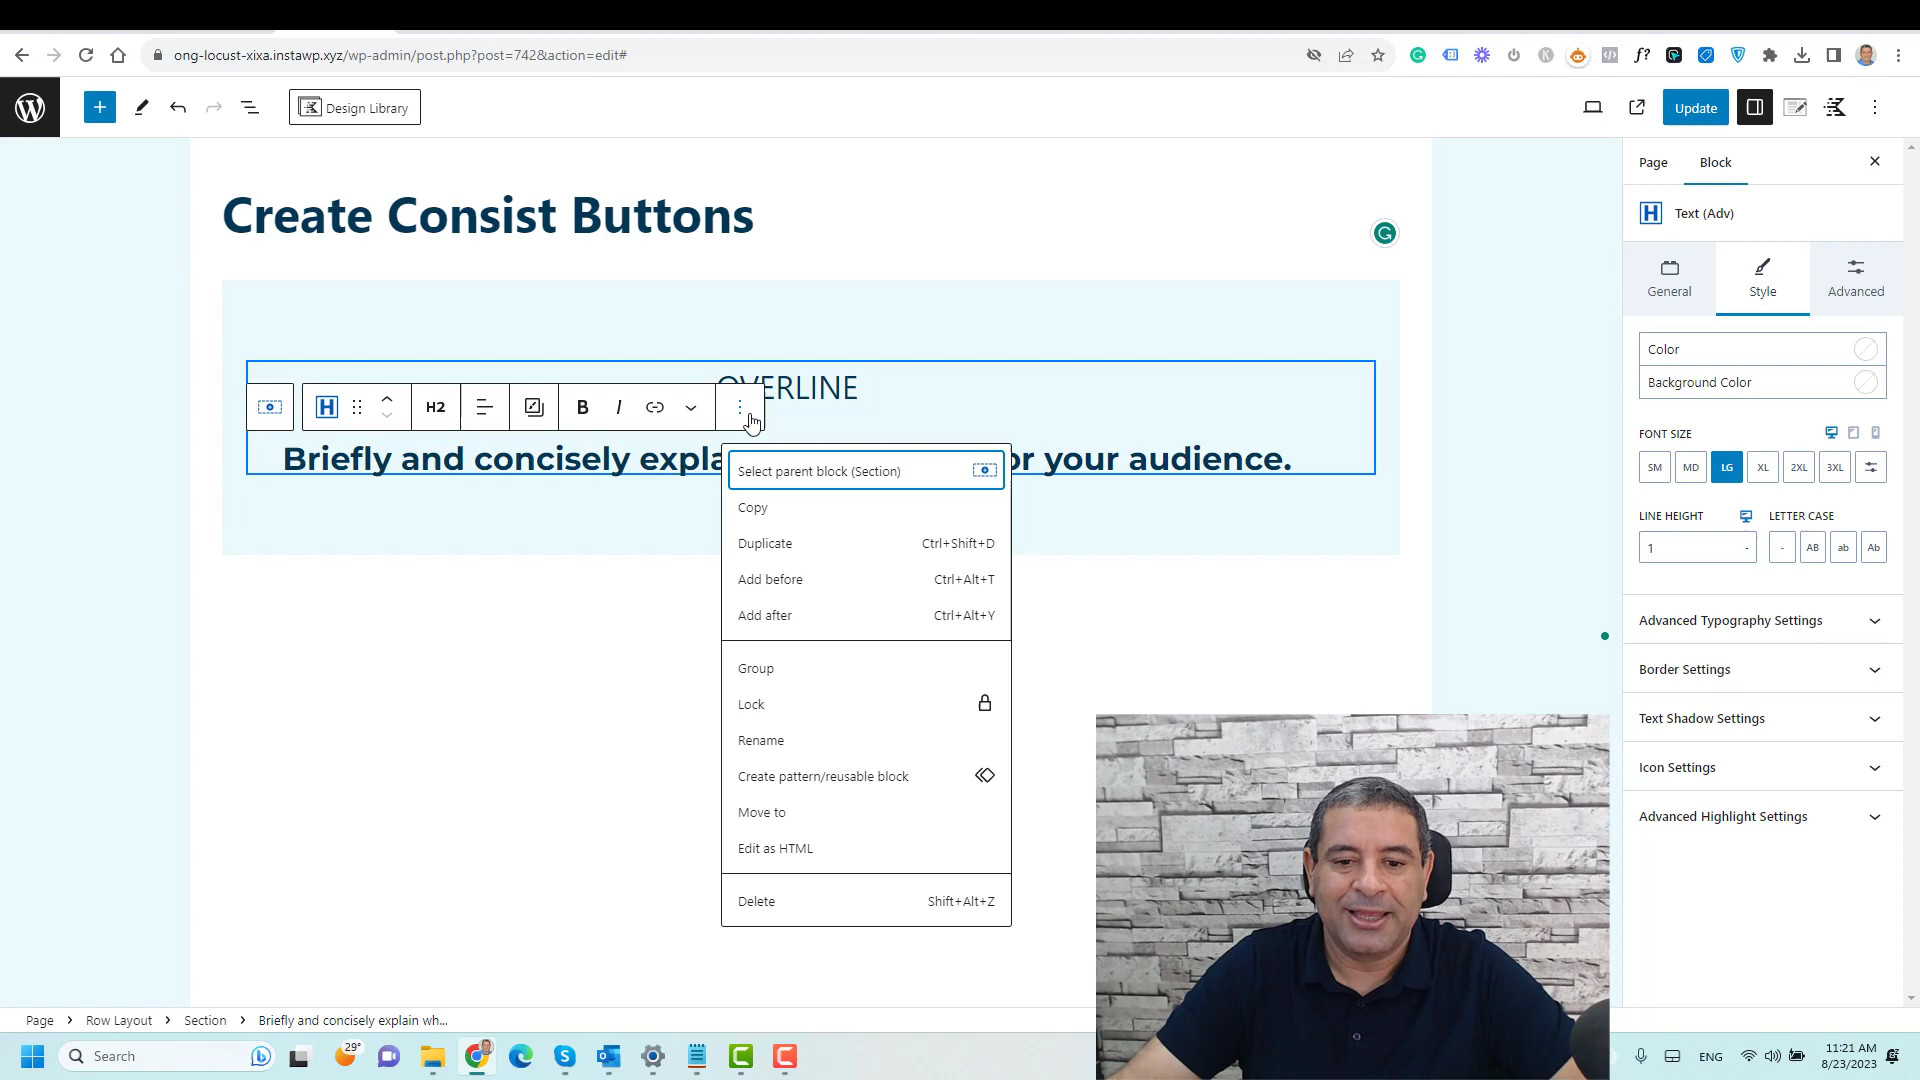 ong-locust-xixa.instawp.xyz/wp-admin/post.php?post=742&action=edit#
Design Library
Update
Create Consist Buttons
Page
Block
Text (Adv)
General
Style
Advanced
Color
Background Color
FONT SIZE
SM
MD
LG
XL
2XL
3XL
LINE HEIGHT
LETTER CASE
1
-
-
AB
ab
Ab
Advanced Typography Settings
Border Settings
Text Shadow Settings
Icon Settings
Advanced Highlight Settings
VERLINE
H
H2
B
I
Briefly and concisely expla
or your audience.
Select parent block (Section)
Copy
Duplicate Ctrl+Shift+D
Add before Ctrl+Alt+T
Add after Ctrl+Alt+Y
Group
Lock
Rename
Create pattern/reusable block
Move to
Edit as HTML
Delete Shift+Alt+Z
Page
Row Layout
Section
Briefly and concisely explain wh...
Search
29°
ENG
11:21 AM
8/23/2023